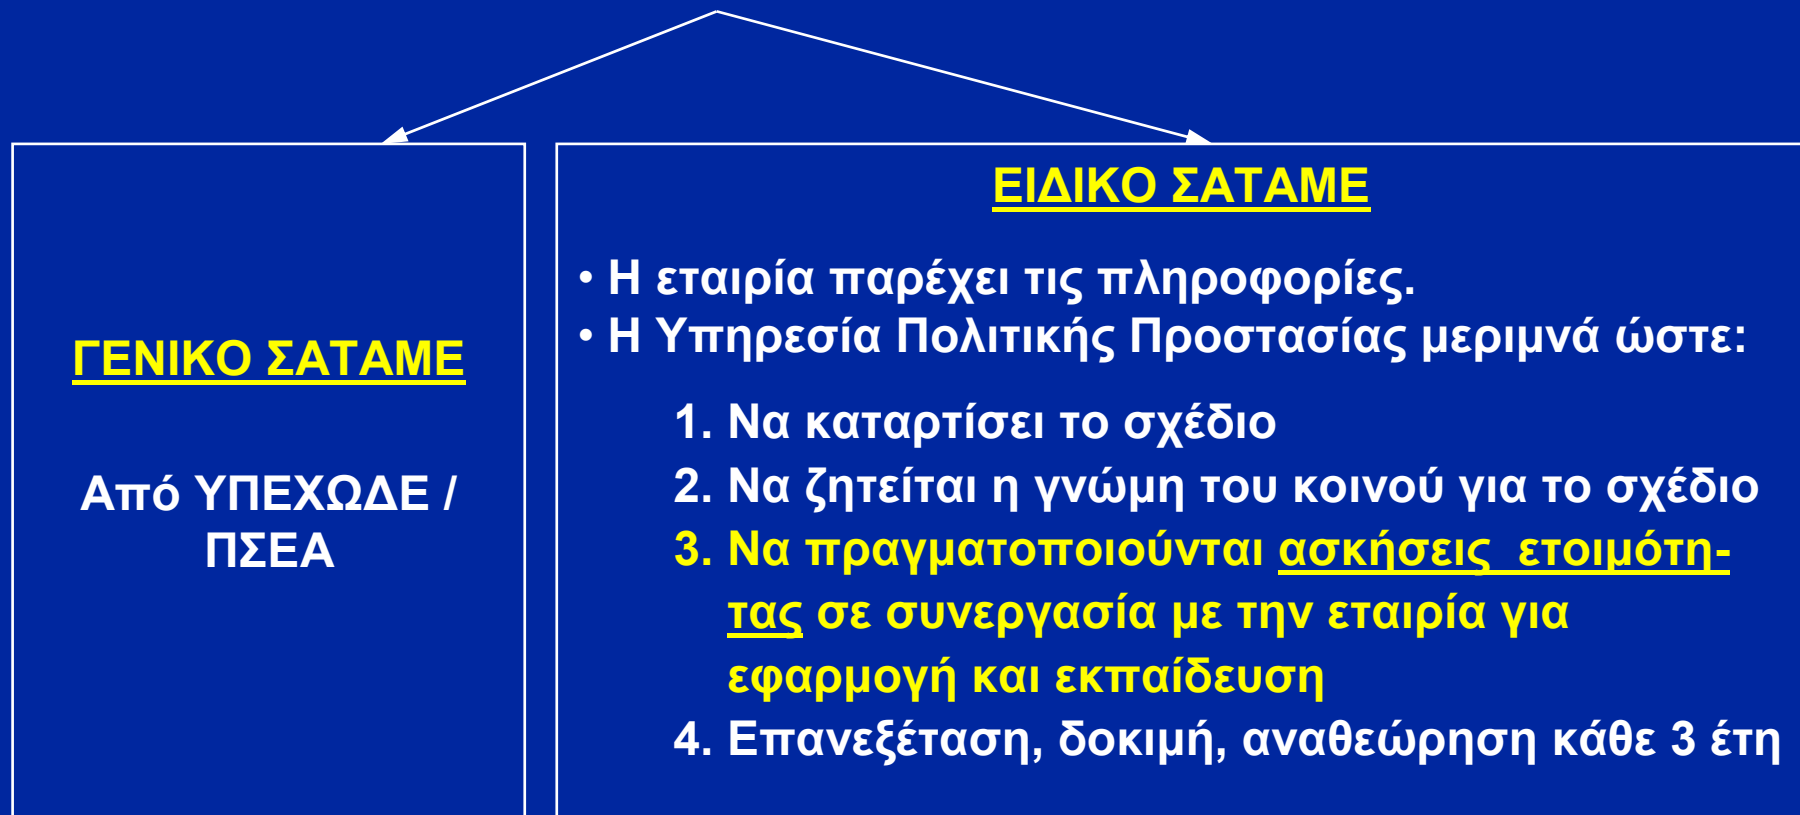 ΓΕΝΙΚΟ ΣΑΤΑΜΕ
Από ΥΠΕΧΩΔΕ /
ΠΣΕΑ
ΕΙΔΙΚΟ ΣΑΤΑΜΕ
• Η εταιρία παρέχει τις πληροφορίες.
• Η Υπηρεσία Πολιτικής Προστασίας μεριμνά ώστε:
1. Να καταρτίσει το σχέδιο
2. Να ζητείται η γνώμη του κοινού για το σχέδιο
3. Να πραγματοποιούνται ασκήσεις ετοιμότη-
τας σε συνεργασία με την εταιρία για
εφαρμογή και εκπαίδευση
4. Επανεξέταση, δοκιμή, αναθεώρηση κάθε 3 έτη